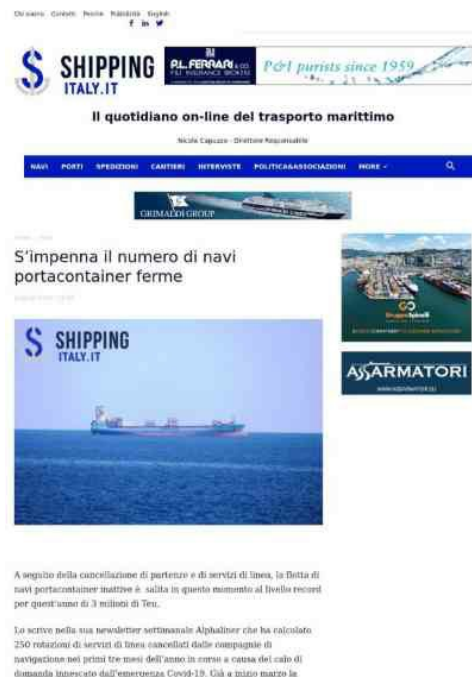 Chi siamo Contatti Perché Pubblicità English
SHIPPING
ITALY.IT
P.L. FERRARI & CO
P&I INSURANCE BROKERS
P&I purists since 1959
Il quotidiano on-line del trasporto marittimo
Nicola Capuzzo - Direttore Responsabile
NAVI PORTI SPEDIZIONI CANTIERI INTERVISTE POLITICA&ASSOCIAZIONI MORE
GRIMALDI GROUP
S'impenna il numero di navi
portacontainer ferme
SHIPPING
ITALY.IT
GruppoSpinelli
ASSARMATORI
A seguito della cancellazione di partenze e di servizi di linea, la flotta di
navi portacontainer inattive è salita in questo momento al livello record
per quest'anno di 3 milioni di Teu.
Lo scrive nella sua newsletter settimanale Alphaliner che ha calcolato
250 rotazioni di servizi di linea cancellati dalle compagnie di
navigazione nei primi tre mesi dell'anno in corso a causa del calo di
domanda innescato dall'emergenza Covid-19. Già a inizio marzo la